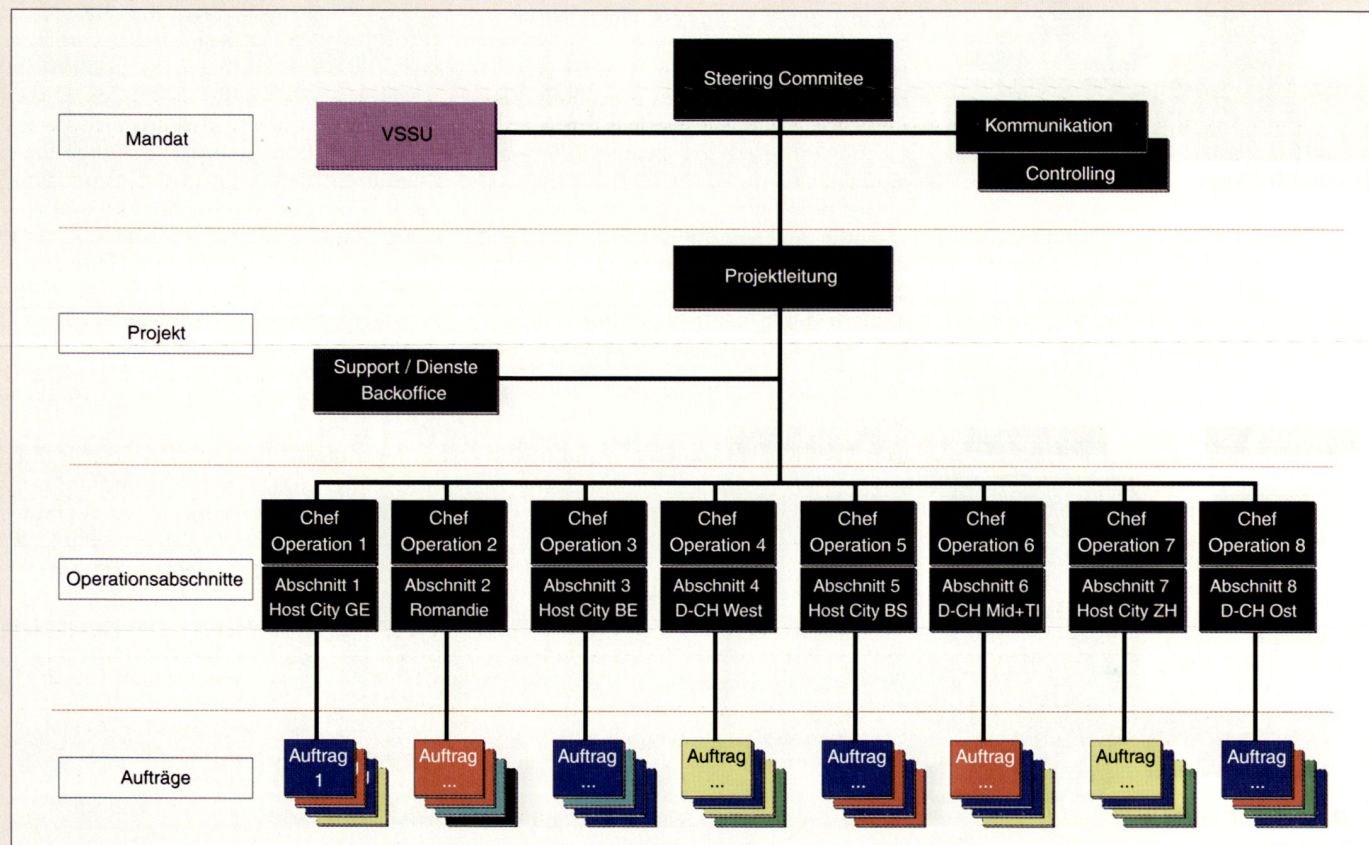 Steering Commitee
Mandat
VSSU
Kommunikation
Controlling
Projektleitung
Projekt
Support / Dienste
Backoffice
Operationsabschnitte
Chef
Operation 1
Abschnitt 1
Host City GE
Chef
Operation 2
Abschnitt 2
Romandie
Chef
Operation 3
Abschnitt 3
Host City BE
Chef
Operation 4
Abschnitt 4
D-CH West
Chef
Operation 5
Abschnitt 5
Host City BS
Chef
Operation 6
Abschnitt 6
D-CH Mid+TI
Chef
Operation 7
Abschnitt 7
Host City ZH
Chef
Operation 8
Abschnitt 8
D-CH Ost
Aufträge
Auftrag
1
Auftrag
...
Auftrag
...
Auftrag
...
Auftrag
...
Auftrag
...
Auftrag
...
Auftrag
...